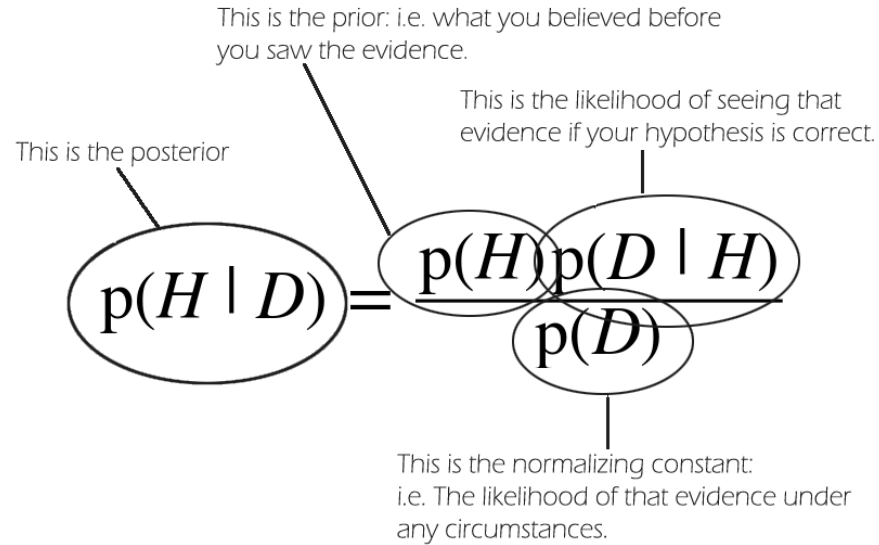 This is the prior: i.e. what you believed before
you saw the evidence.
This is the likelihood of seeing that
evidence if your hypothesis is correct.
This is the posterior
p(H | D) = p(H)p(D | H)
p(D)
This is the normalizing constant:
i.e. The likelihood of that evidence under
any circumstances.